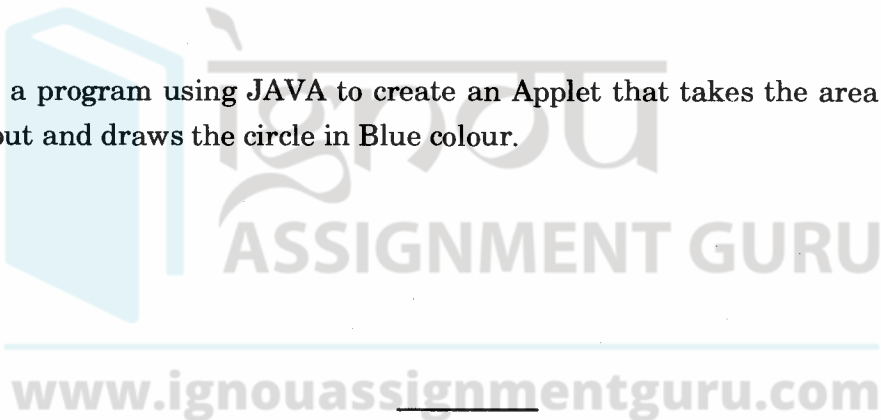 a program using JAVA to create an Applet that takes the area
out and draws the circle in Blue colour.
ignou
ASSIGNMENT GURU
www.ignouassignmentguru.com